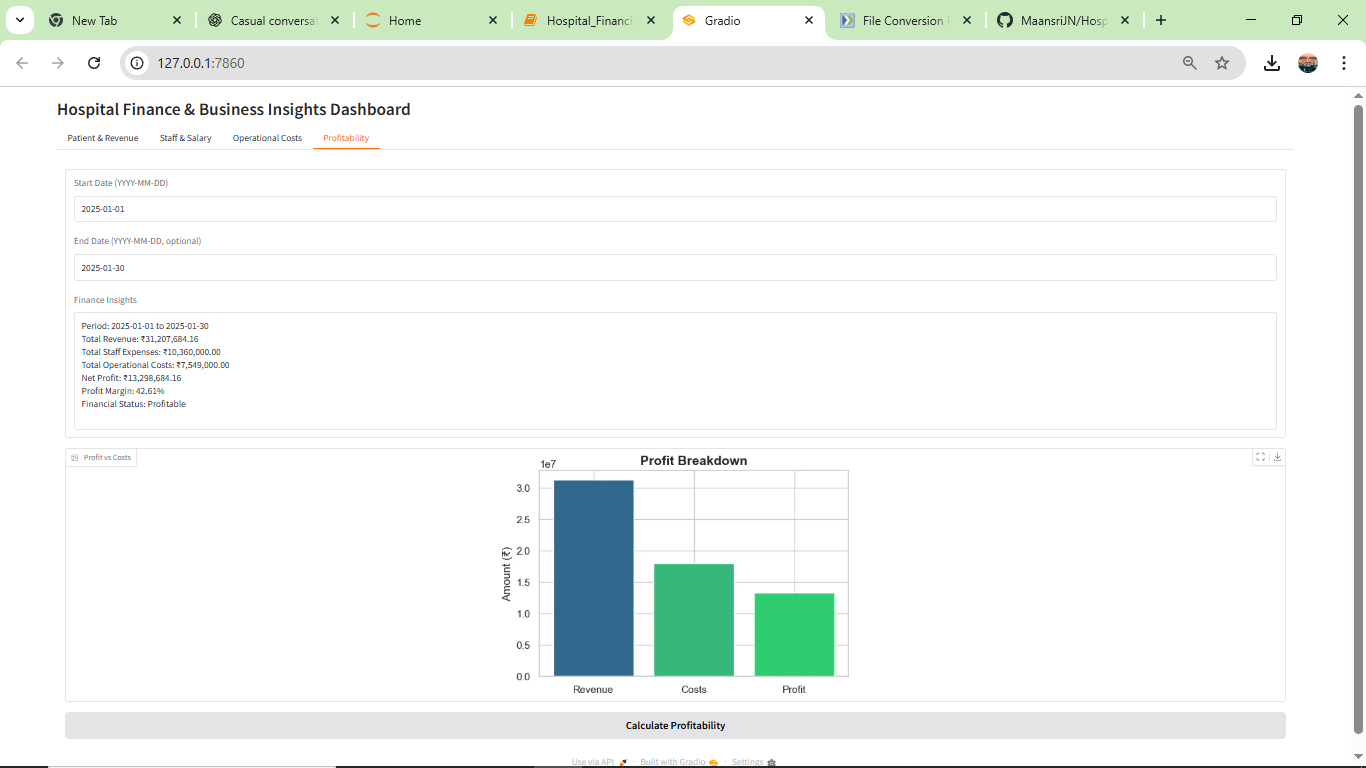 New Tab
Casual conversat
Home
Hospital_Financi
Gradio
File Conversion
MaansriJN/Hosp
127.0.0.1:7860
Hospital Finance & Business Insights Dashboard
Patient & Revenue Staff & Salary Operational Costs Profitability
Start Date (YYYY-MM-DD)
2025-01-01
End Date (YYYY-MM-DD, optional)
2025-01-30
Finance Insights
Period: 2025-01-01 to 2025-01-30
Total Revenue: ₹31,207,684.16
Total Staff Expenses: ₹10,360,000.00
Total Operational Costs: ₹7,549,000.00
Net Profit: ₹13,298,684.16
Profit Margin: 42.61%
Financial Status: Profitable
Profit vs Costs
Profit Breakdown
1e7
3.0
2.5
2.0
1.5
1.0
0.5
0.0
Amount (₹)
Revenue Costs Profit
Calculate Profitability
Use via API · Built with Gradio · Settings